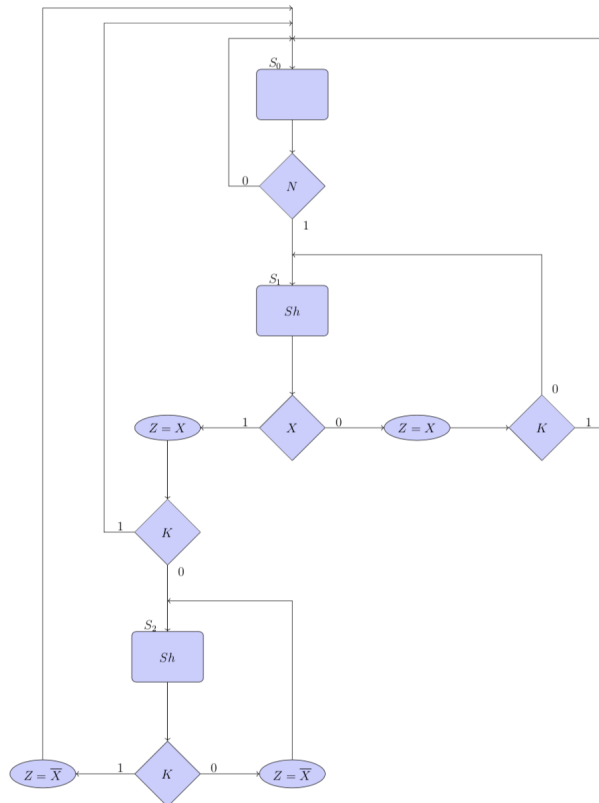 S₀
N
0
1
S₁
Sh
Z = X
1
X
0
Z = X
K
0
1
1
K
0
S₂
Sh
Z = X̅
1
K
0
Z = X̅